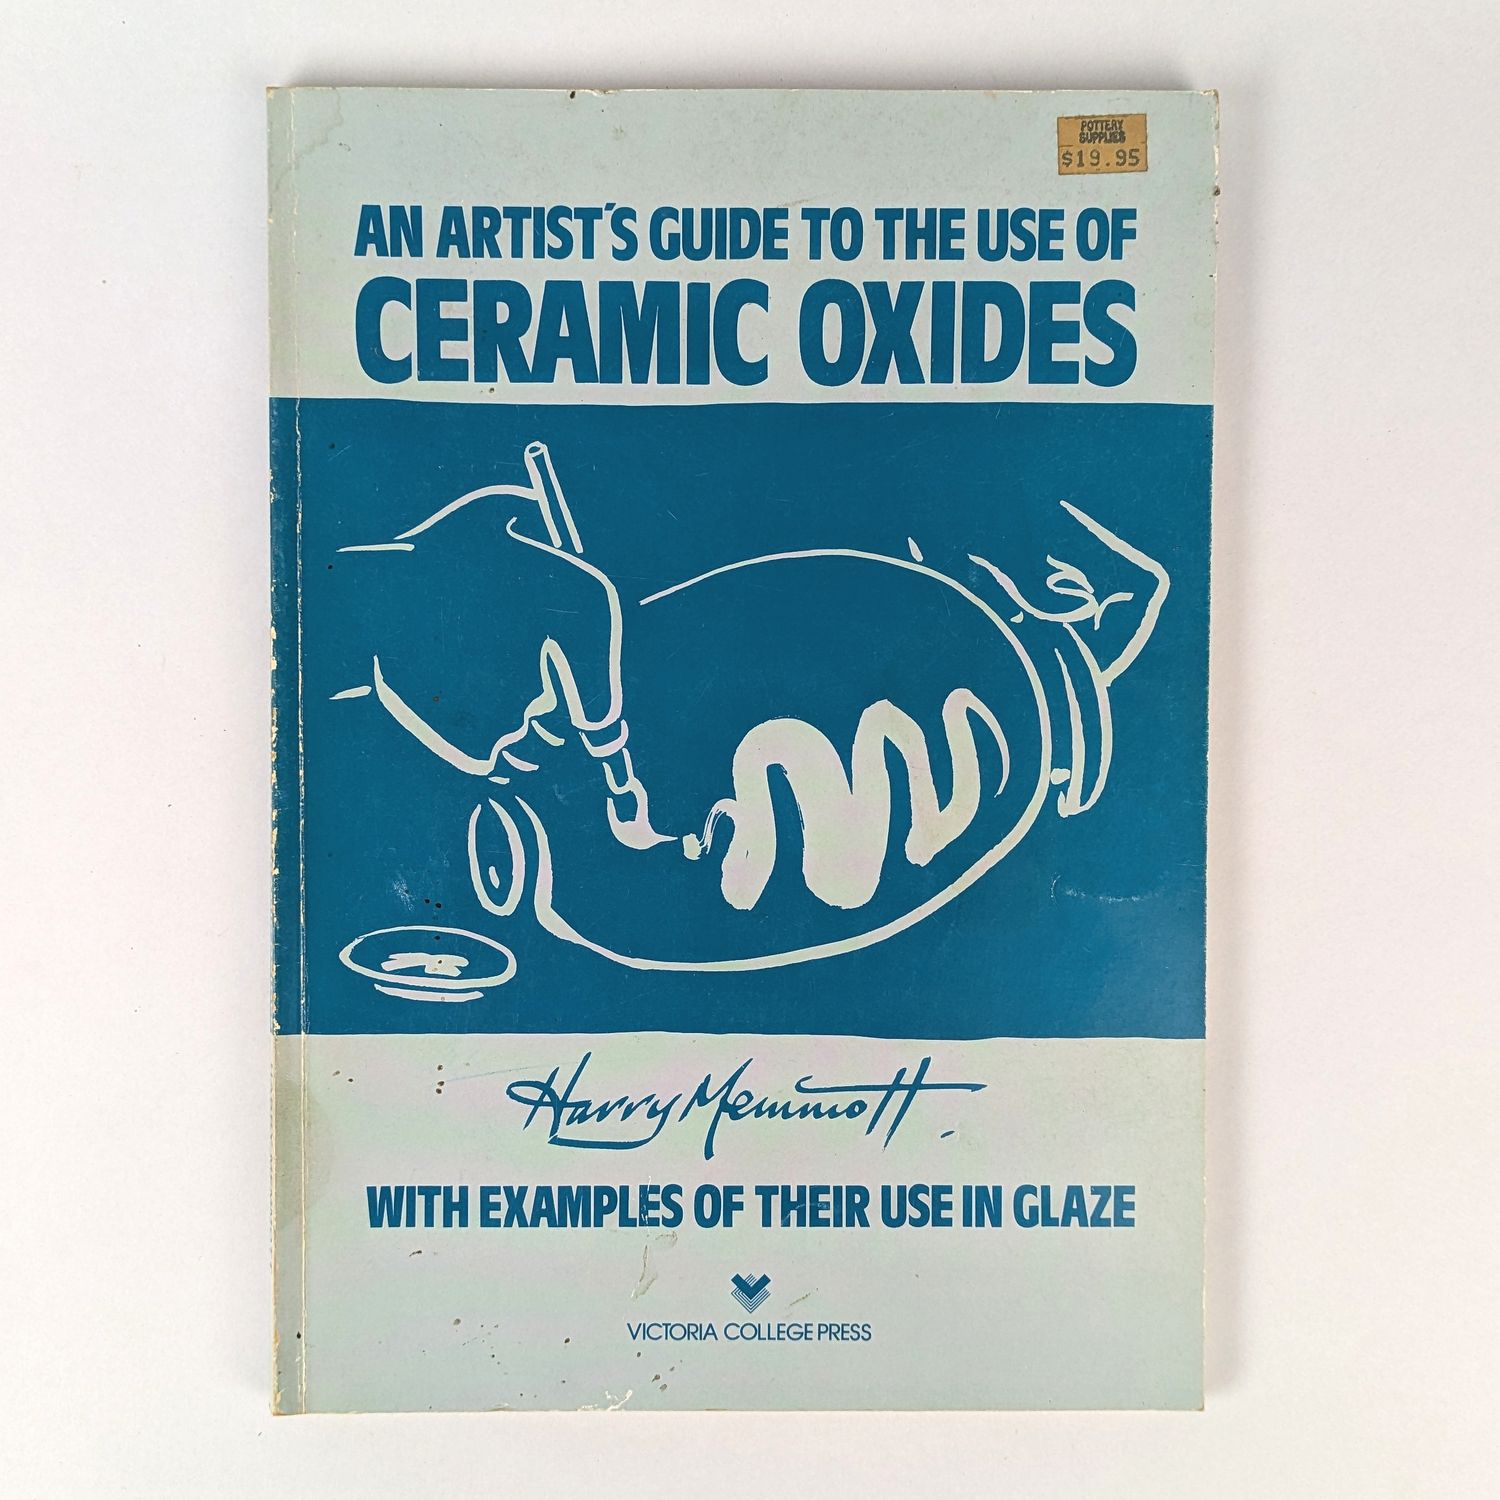 POTTERY
SUPPLIES
$19.95
AN ARTIST'S GUIDE TO THE USE OF
CERAMIC OXIDES
Harry Memmott.
WITH EXAMPLES OF THEIR USE IN GLAZE
VICTORIA COLLEGE PRESS